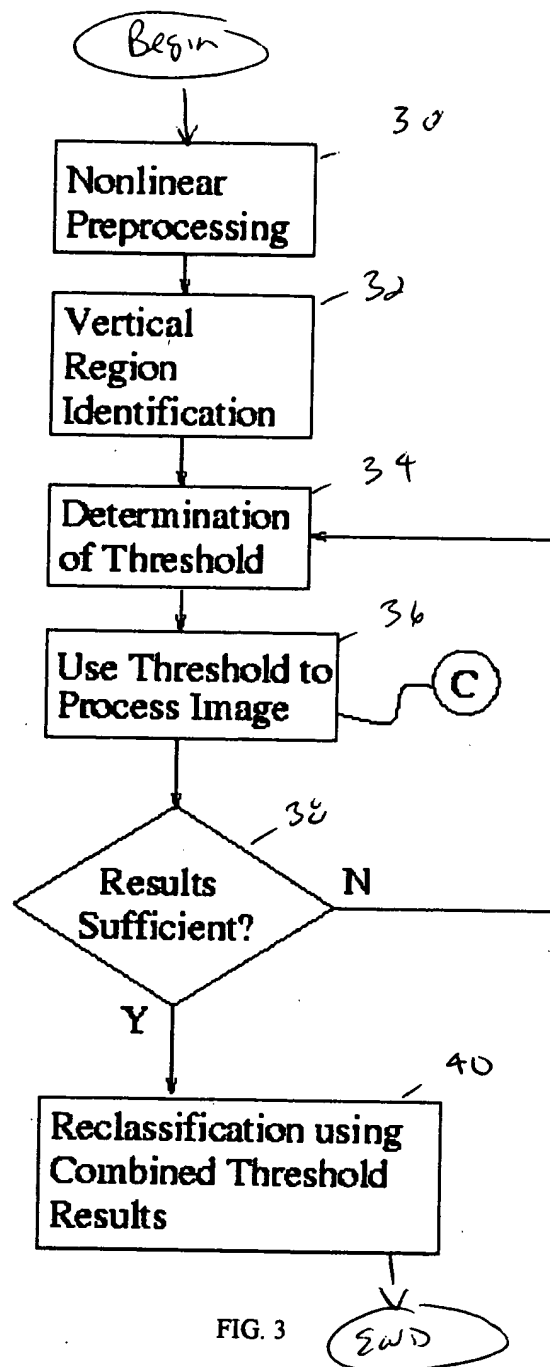 Begin
30
Nonlinear
Preprocessing
32
Vertical
Region
Identification
34
Determination
of Threshold
36
Use Threshold to
Process Image
C
38
Results
Sufficient?
N
Y
40
Reclassification using
Combined Threshold
Results
FIG. 3
END